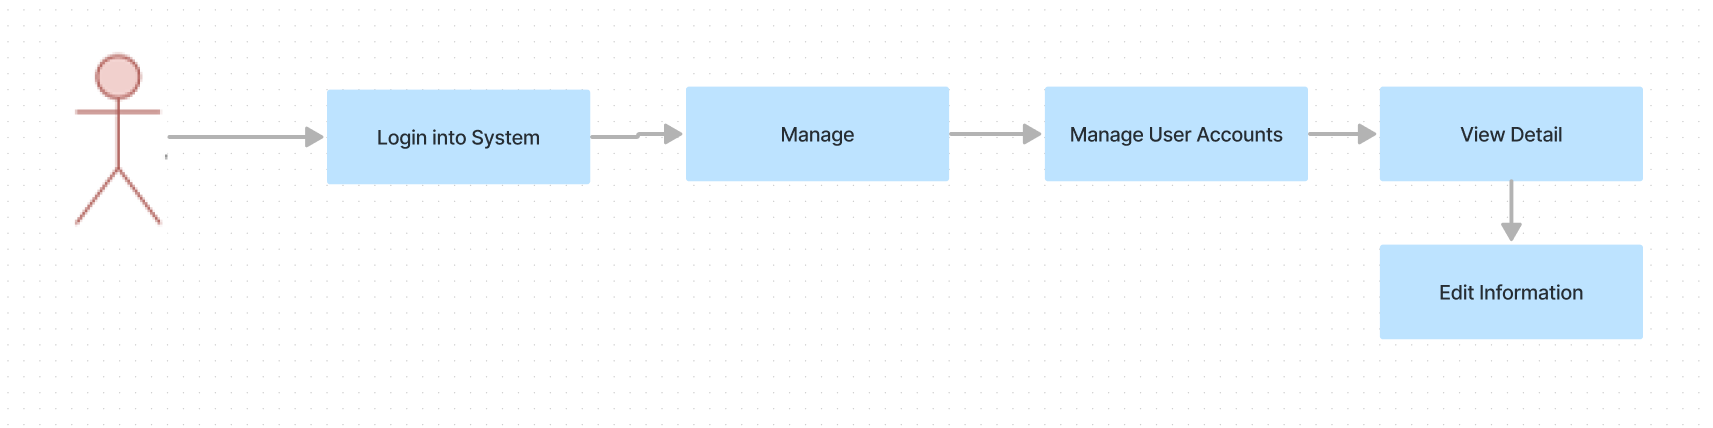 Login into System
Manage
Manage User Accounts
View Detail
Edit Information